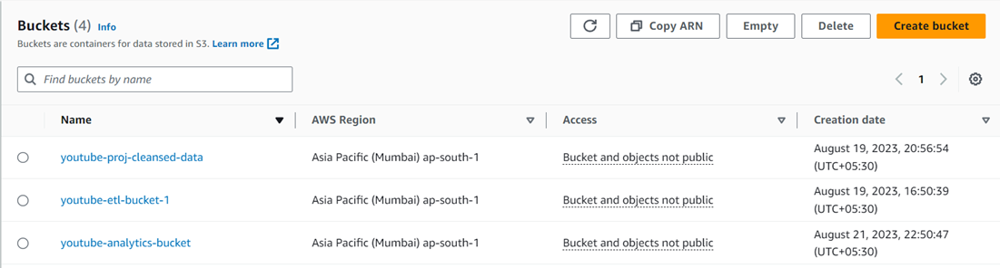 Buckets (4) Info
Buckets are containers for data stored in S3. Learn more
Copy ARN Empty Delete Create bucket
Find buckets by name
1
Name AWS Region Access Creation date
youtube-proj-cleansed-data Asia Pacific (Mumbai) ap-south-1 Bucket and objects not public August 19, 2023, 20:56:54
(UTC+05:30)
youtube-etl-bucket-1 Asia Pacific (Mumbai) ap-south-1 Bucket and objects not public August 19, 2023, 16:50:39
(UTC+05:30)
youtube-analytics-bucket Asia Pacific (Mumbai) ap-south-1 Bucket and objects not public August 21, 2023, 22:50:47
(UTC+05:30)